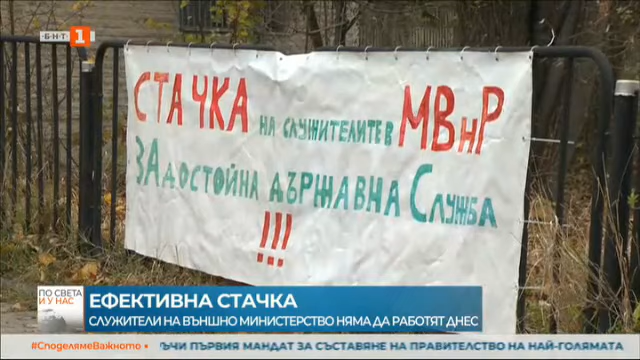 БНТ 1
СТАЧКА НА СЛУЖИТЕЛИТЕ В МВнР
ЗА ДОСТОЙНА ДЪРЖАВНА СЛУЖБА
!!!
ПО СВЕТА
И У НАС
ЕФЕКТИВНА СТАЧКА
СЛУЖИТЕЛИ НА ВЪНШНО МИНИСТЕРСТВО НЯМА ДА РАБОТЯТ ДНЕС
#СподелямеВажното ЪЧИ ПЪРВИЯ МАНДАТ ЗА СЪСТАВЯНЕ НА ПРАВИТЕЛСТВО НА НАЙ-ГОЛЯМАТА